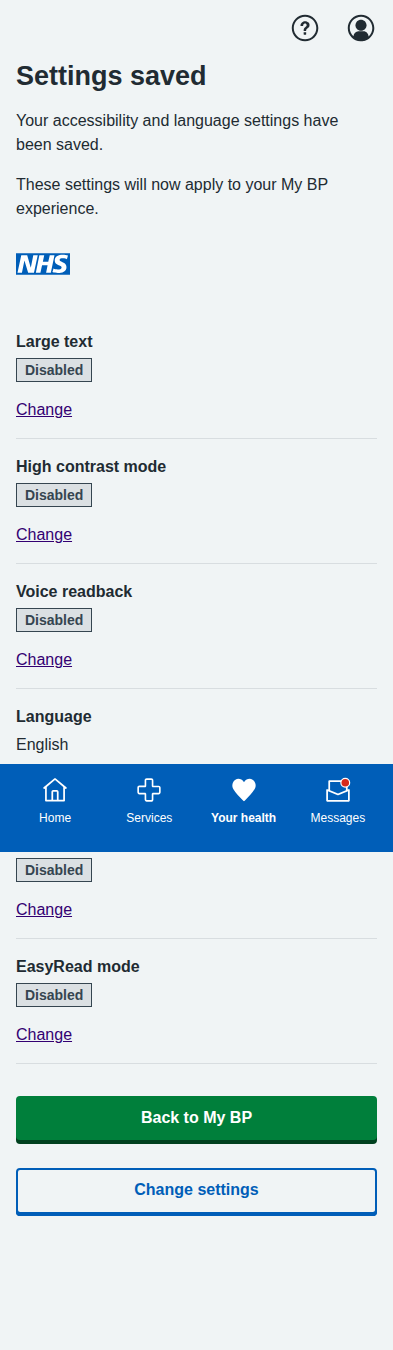 Settings saved
Your accessibility and language settings have
been saved.
These settings will now apply to your My BP
experience.
NHS
Large text
Disabled
Change
High contrast mode
Disabled
Change
Voice readback
Disabled
Change
Language
English
Home
Services
Your health
Messages
Disabled
Change
EasyRead mode
Disabled
Change
Back to My BP
Change settings